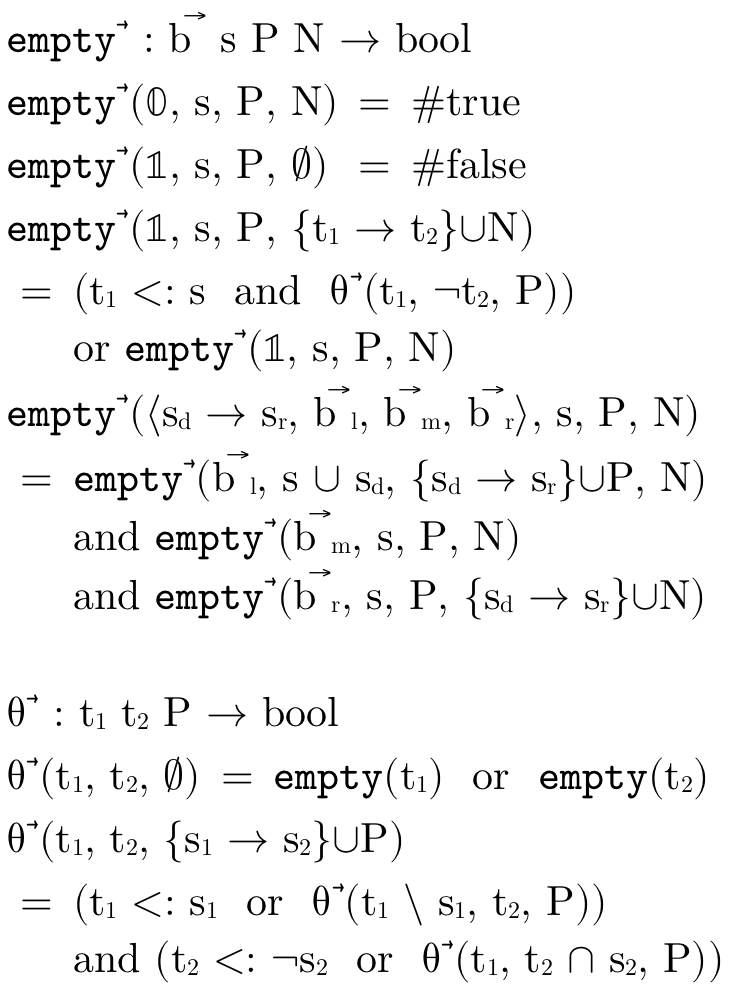 empty⃗ : b⃗ s P N → bool
empty⃗(𝟘, s, P, N) = #true
empty⃗(𝟙, s, P, ∅) = #false
empty⃗(𝟙, s, P, {t₁ → t₂}∪N)
= (t₁ <: s and θ⃗(t₁, ¬t₂, P))
or empty⃗(𝟙, s, P, N)
empty⃗(⟨s_d → s_r, b⃗_l, b⃗_m, b⃗_r⟩, s, P, N)
= empty⃗(b⃗_l, s ∪ s_d, {s_d → s_r}∪P, N)
and empty⃗(b⃗_m, s, P, N)
and empty⃗(b⃗_r, s, P, {s_d → s_r}∪N)
θ⃗ : t₁ t₂ P → bool
θ⃗(t₁, t₂, ∅) = empty(t₁) or empty(t₂)
θ⃗(t₁, t₂, {s₁ → s₂}∪P)
= (t₁ <: s₁ or θ⃗(t₁ \ s₁, t₂, P))
and (t₂ <: ¬s₂ or θ⃗(t₁, t₂ ∩ s₂, P))